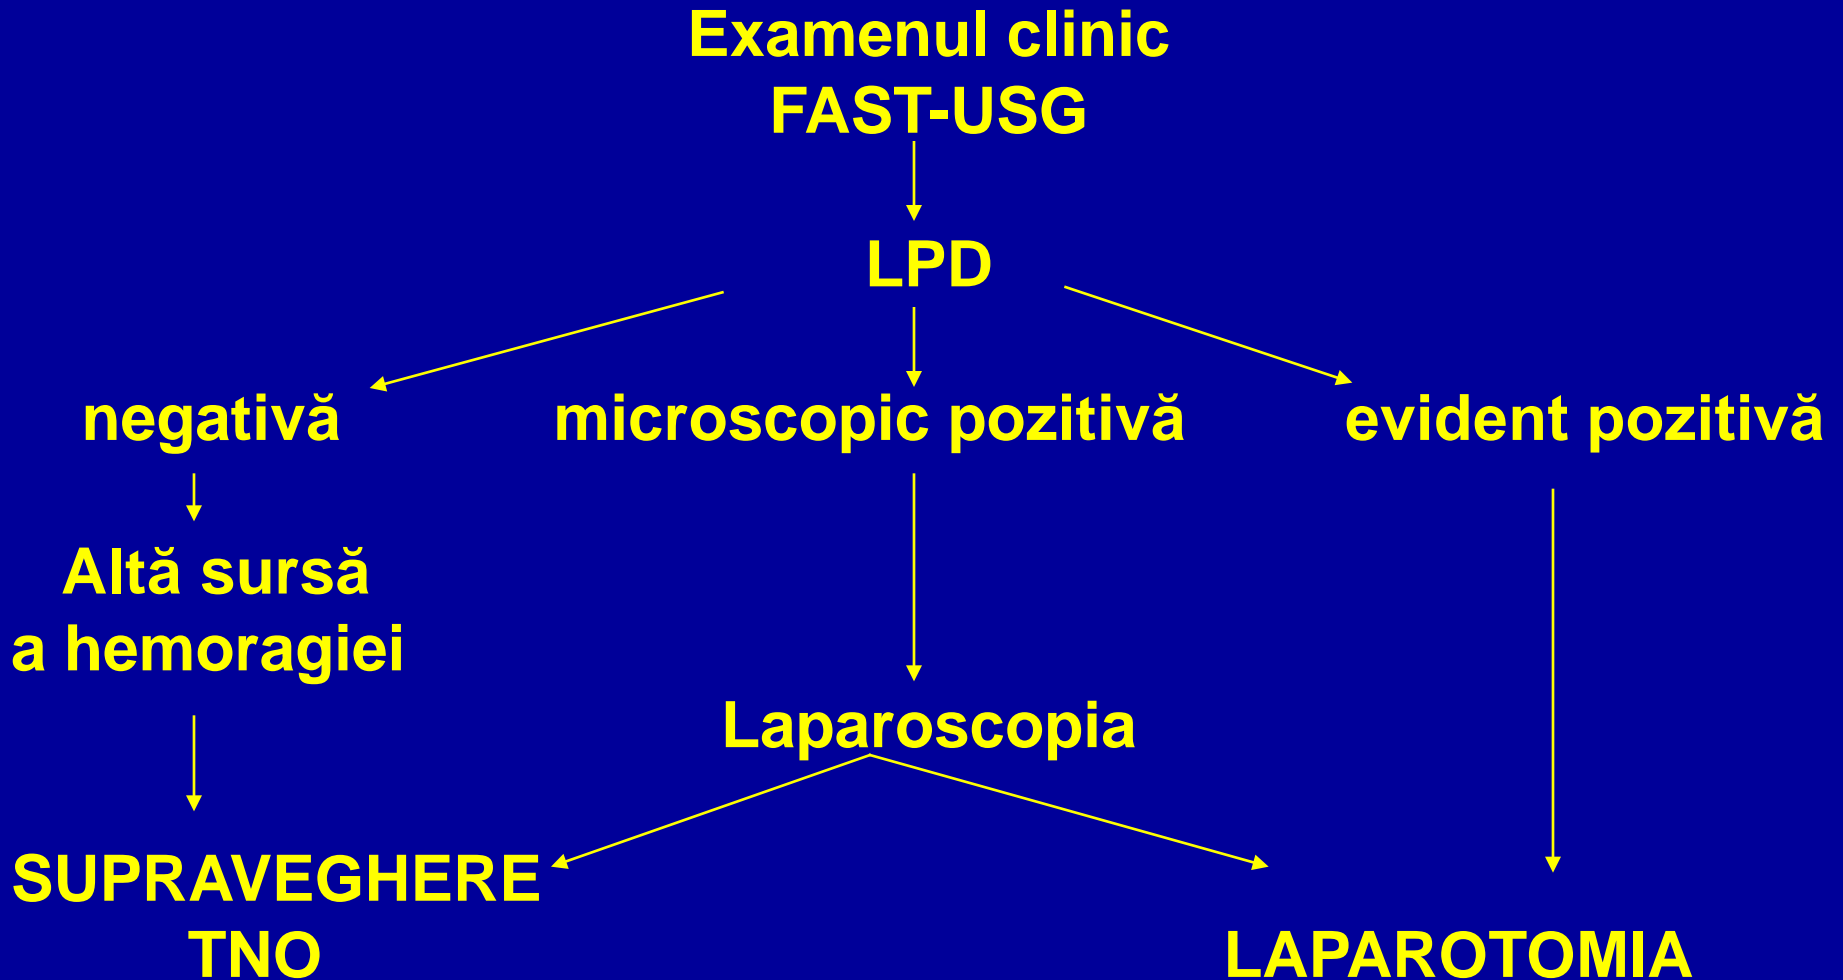 Examenul clinic
FAST-USG
LPD
negativă
microscopic pozitivă
evident pozitivă
Altă sursă
a hemoragiei
Laparoscopia
SUPRAVEGHERE
TNO
LAPAROTOMIA